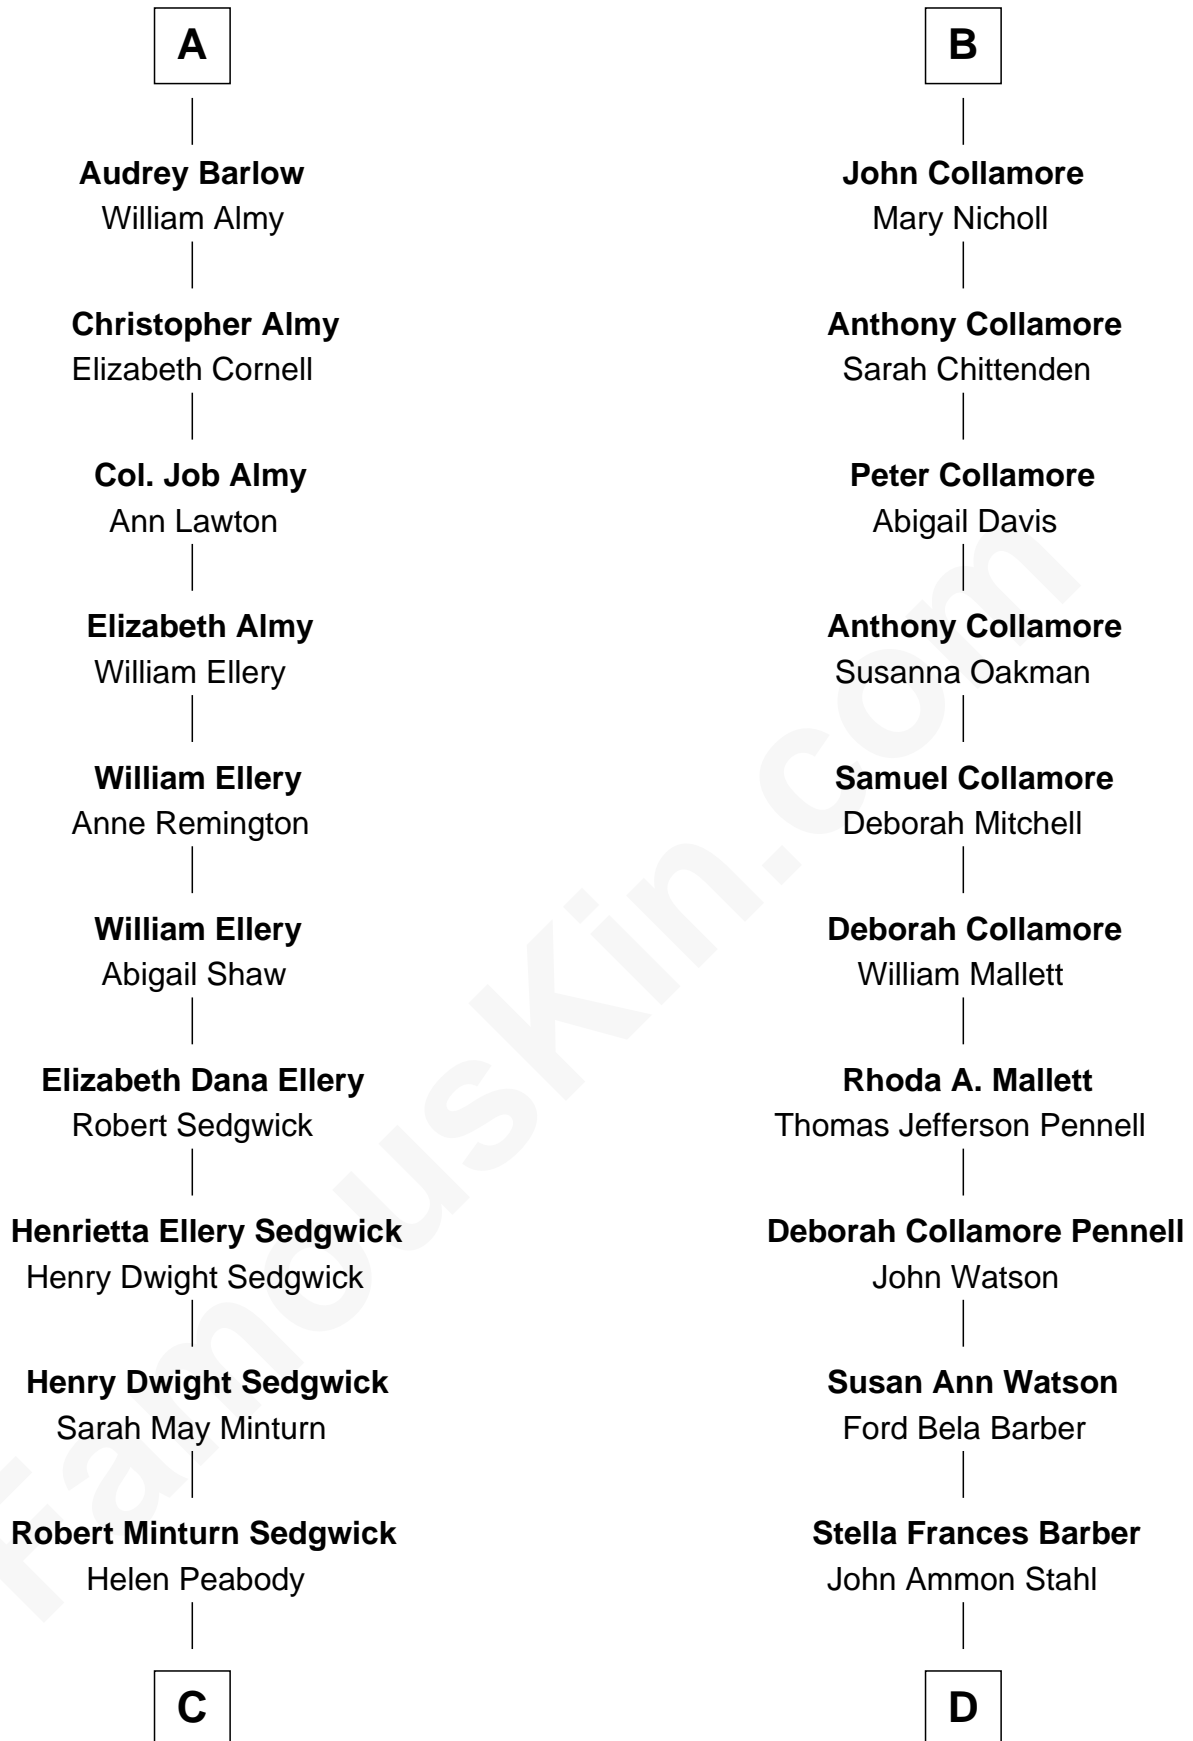 A
Audrey Barlow
William Almy
Christopher Almy
Elizabeth Cornell
Col. Job Almy
Ann Lawton
Elizabeth Almy
William Ellery
William Ellery
Anne Remington
William Ellery
Abigail Shaw
Elizabeth Dana Ellery
Robert Sedgwick
Henrietta Ellery Sedgwick
Henry Dwight Sedgwick
Henry Dwight Sedgwick
Sarah May Minturn
Robert Minturn Sedgwick
Helen Peabody
C
B
John Collamore
Mary Nicholl
Anthony Collamore
Sarah Chittenden
Peter Collamore
Abigail Davis
Anthony Collamore
Susanna Oakman
Samuel Collamore
Deborah Mitchell
Deborah Collamore
William Mallett
Rhoda A. Mallett
Thomas Jefferson Pennell
Deborah Collamore Pennell
John Watson
Susan Ann Watson
Ford Bela Barber
Stella Frances Barber
John Ammon Stahl
D
FamousKin.com